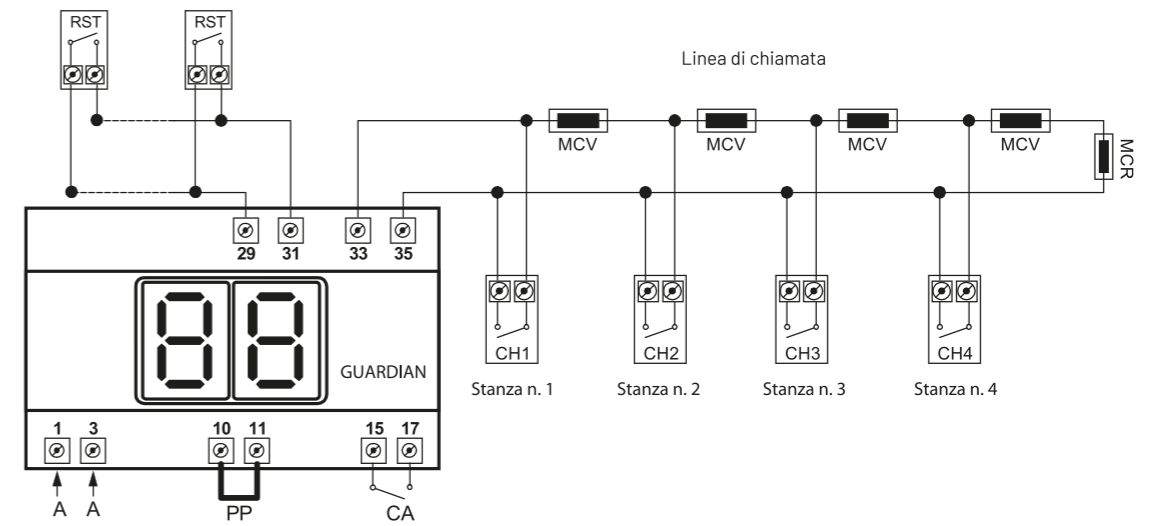 RST RST
Linea di chiamata
MCV MCV MCV MCV
MCR
29 31 33 35
CH1 CH2 CH3 CH4
GUARDIAN
Stanza n. 1 Stanza n. 2 Stanza n. 3 Stanza n. 4
1 3 10 11 15 17
A A PP CA